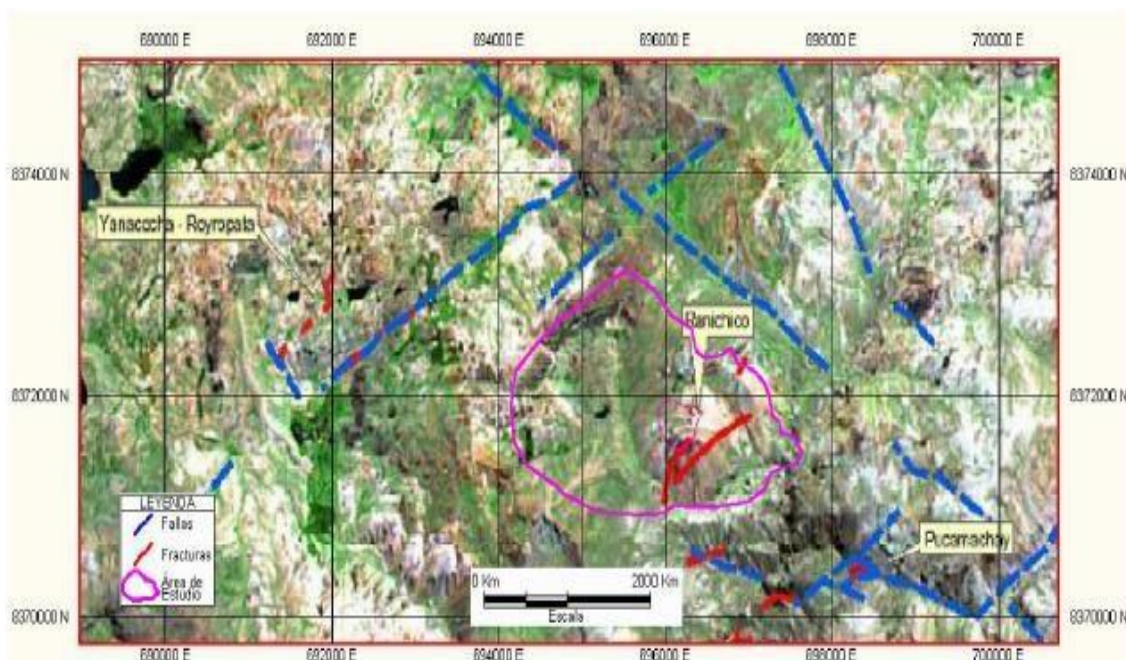 690000 E 692000 E 694000 E 696000 E 698000 E 700000 E
8374000 N 8374000 N
Yanacocha - Royropata
Ranichico
8372000 N 8372000 N
LEYENDA
Fallas
Fracturas
Área de
Estudio
Pucamachay
0 Km 2000 Km
Escala
8370000 N 8370000 N
690000 E 692000 E 694000 E 696000 E 698000 E 700000 E